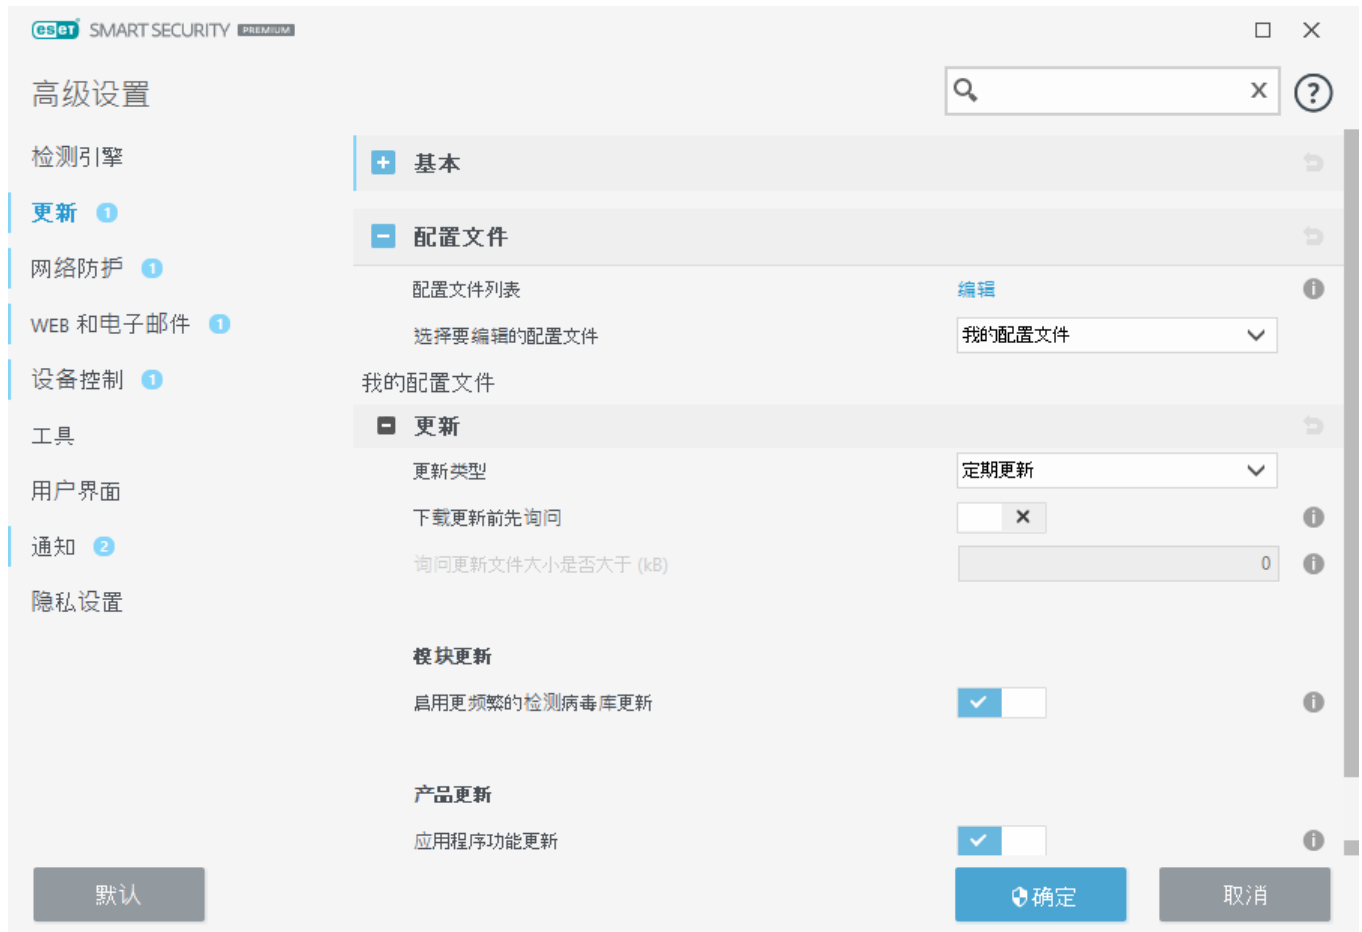 eset SMART SECURITY PREMIUM
高级设置
x
?
检测引擎
更新 1
网络防护 1
WEB 和电子邮件 1
设备控制 1
工具
用户界面
通知 2
隐私设置
基本
配置文件
配置文件列表 编辑
选择要编辑的配置文件 我的配置文件
我的配置文件
更新
更新类型 定期更新
下载更新前先询问
询问更新文件大小是否大于 (kB) 0
模块更新
启用更频繁的检测病毒库更新
产品更新
应用程序功能更新
默认 确定 取消